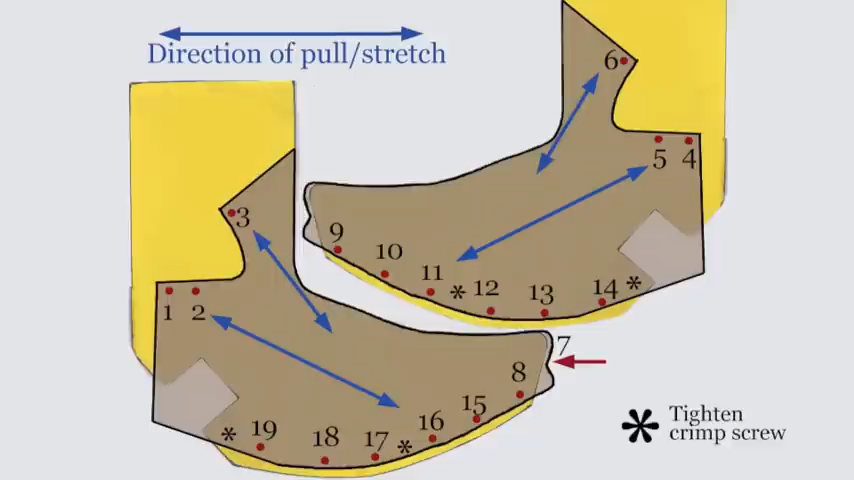 Direction of pull/stretch
6
5 4
3
9
10
11 * 12 13 14 *
1 2
7
8
15
16
* 19 18 17 *
* Tighten
crimp screw